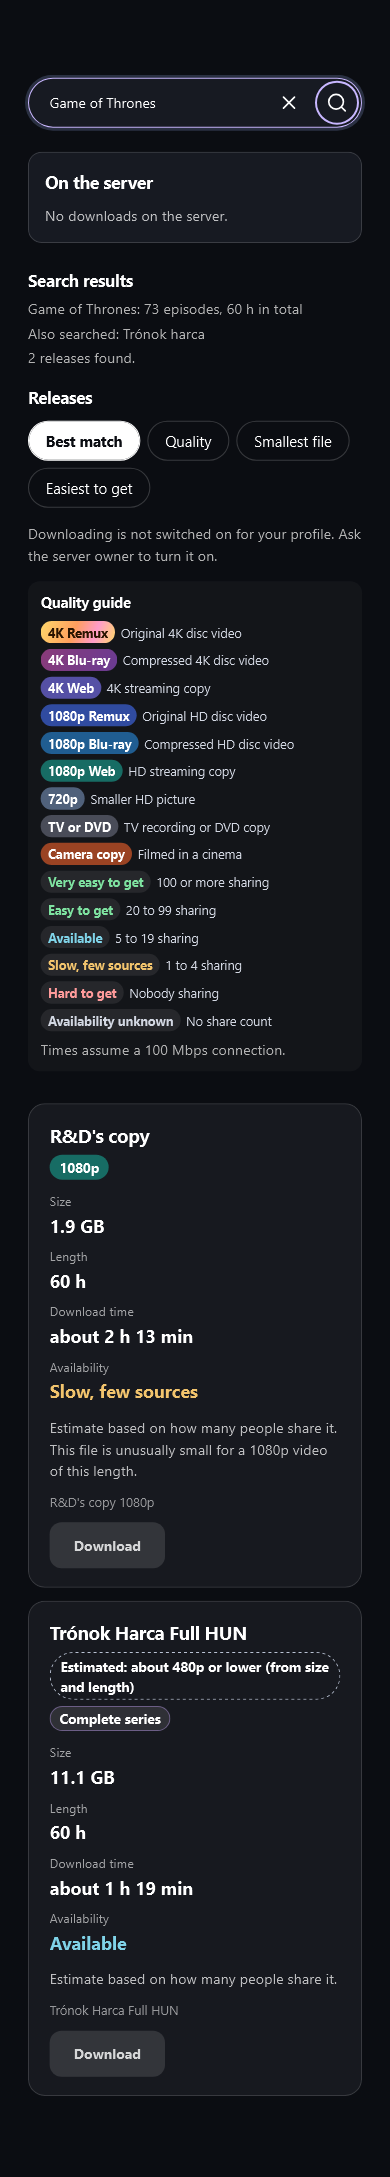 Game of Thrones
On the server
No downloads on the server.
Search results
Game of Thrones: 73 episodes, 60 h in total
Also searched: Trónok harca
2 releases found.
Releases
Best match
Quality
Smallest file
Easiest to get
Downloading is not switched on for your profile. Ask
the server owner to turn it on.
Quality guide
4K Remux Original 4K disc video
4K Blu-ray Compressed 4K disc video
4K Web 4K streaming copy
1080p Remux Original HD disc video
1080p Blu-ray Compressed HD disc video
1080p Web HD streaming copy
720p Smaller HD picture
TV or DVD TV recording or DVD copy
Camera copy Filmed in a cinema
Very easy to get 100 or more sharing
Easy to get 20 to 99 sharing
Available 5 to 19 sharing
Slow, few sources 1 to 4 sharing
Hard to get Nobody sharing
Availability unknown No share count
Times assume a 100 Mbps connection.
R&D's copy
1080p
Size
1.9 GB
Length
60 h
Download time
about 2 h 13 min
Availability
Slow, few sources
Estimate based on how many people share it.
This file is unusually small for a 1080p video
of this length.
R&D's copy 1080p
Download
Trónok Harca Full HUN
Estimated: about 480p or lower (from size
and length)
Complete series
Size
11.1 GB
Length
60 h
Download time
about 1 h 19 min
Availability
Available
Estimate based on how many people share it.
Trónok Harca Full HUN
Download